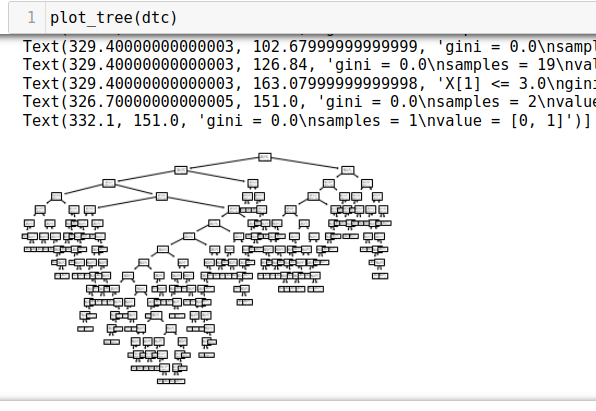 1 plot_tree(dtc)
Text(329.40000000000003, 102.67999999999999, 'gini = 0.0\nsampl
Text(329.40000000000003, 126.84, 'gini = 0.0\nsamples = 19\nval
Text(329.40000000000003, 163.07999999999998, 'X[1] <= 3.0\ngini
Text(326.70000000000005, 151.0, 'gini = 0.0\nsamples = 2\nvalue
Text(332.1, 151.0, 'gini = 0.0\nsamples = 1\nvalue = [0, 1]')]